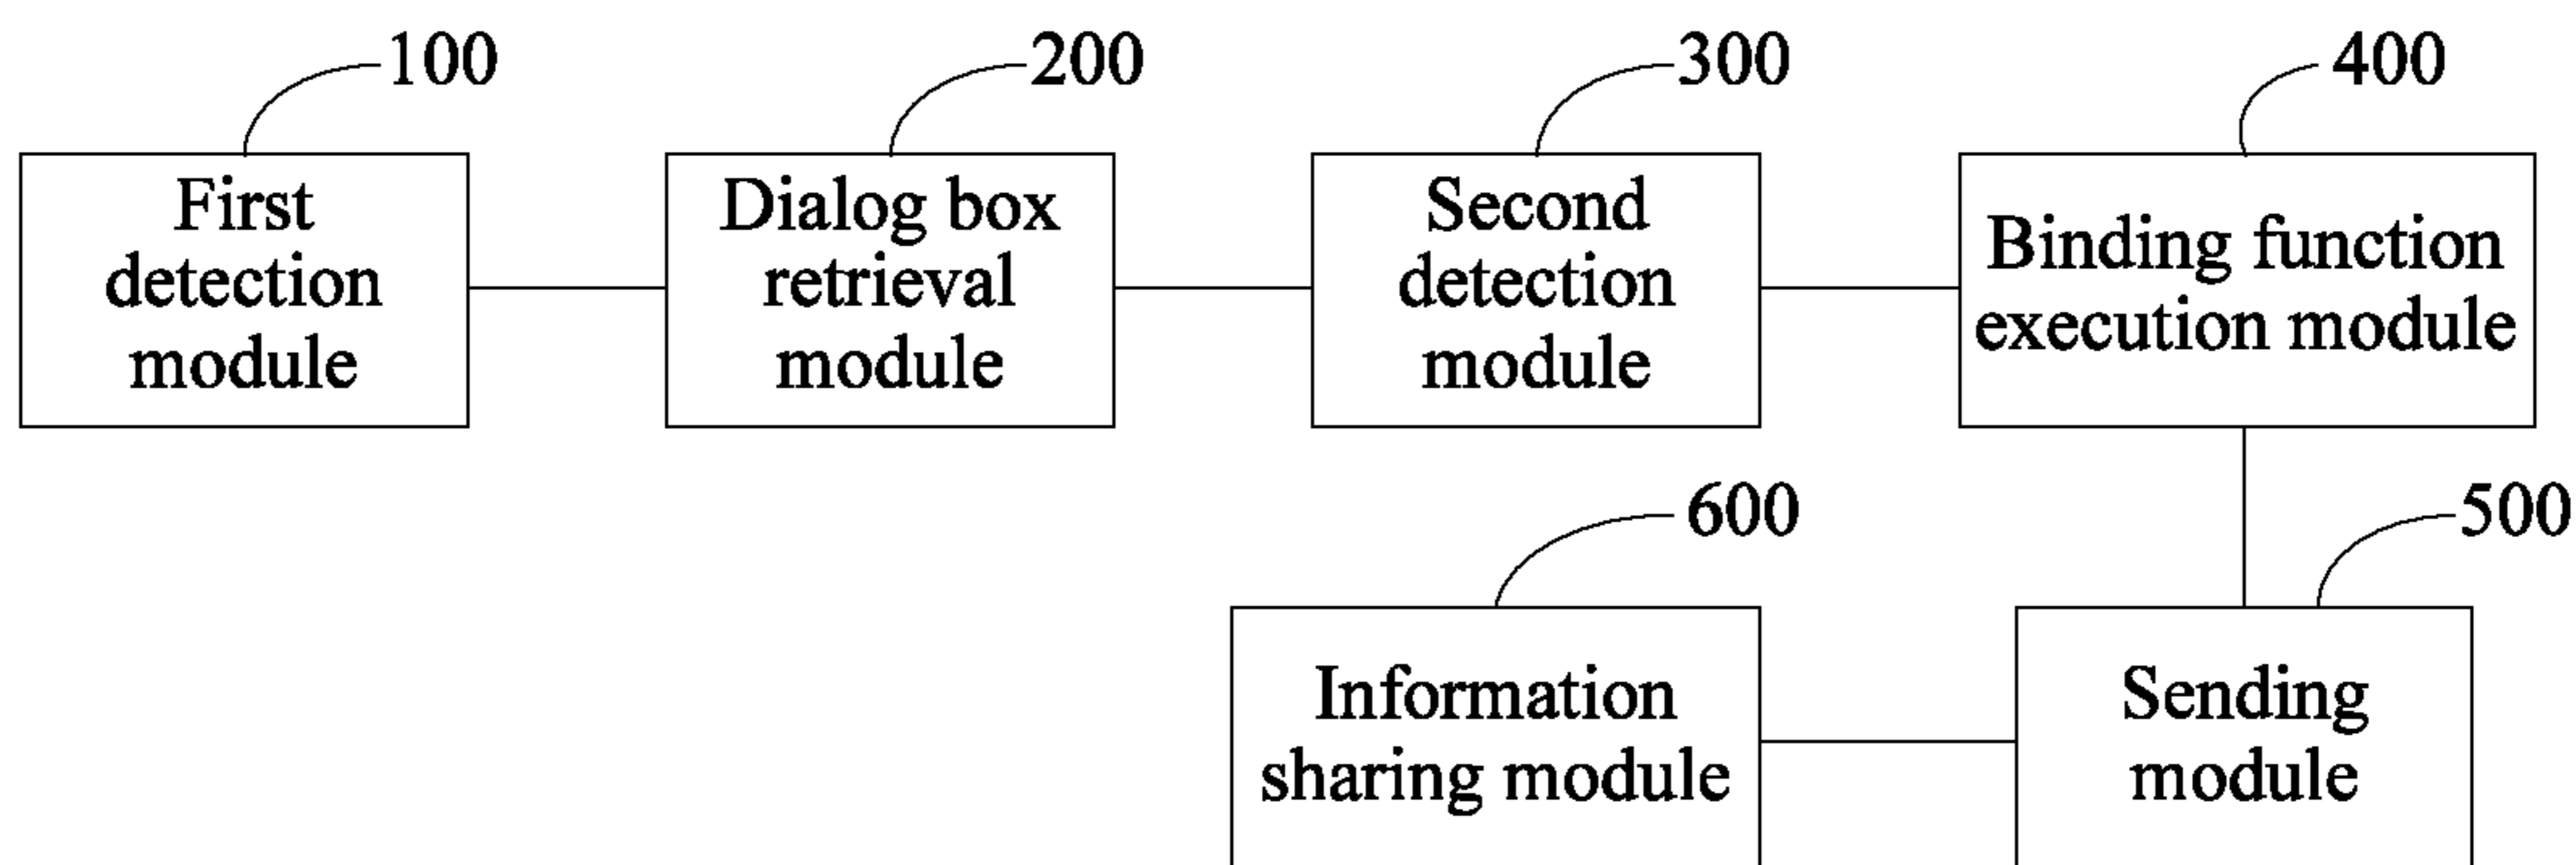 100
200
300
400
First
detection
module
Dialog box
retrieval
module
Second
detection
module
Binding function
execution module
600
500
Information
sharing module
Sending
module